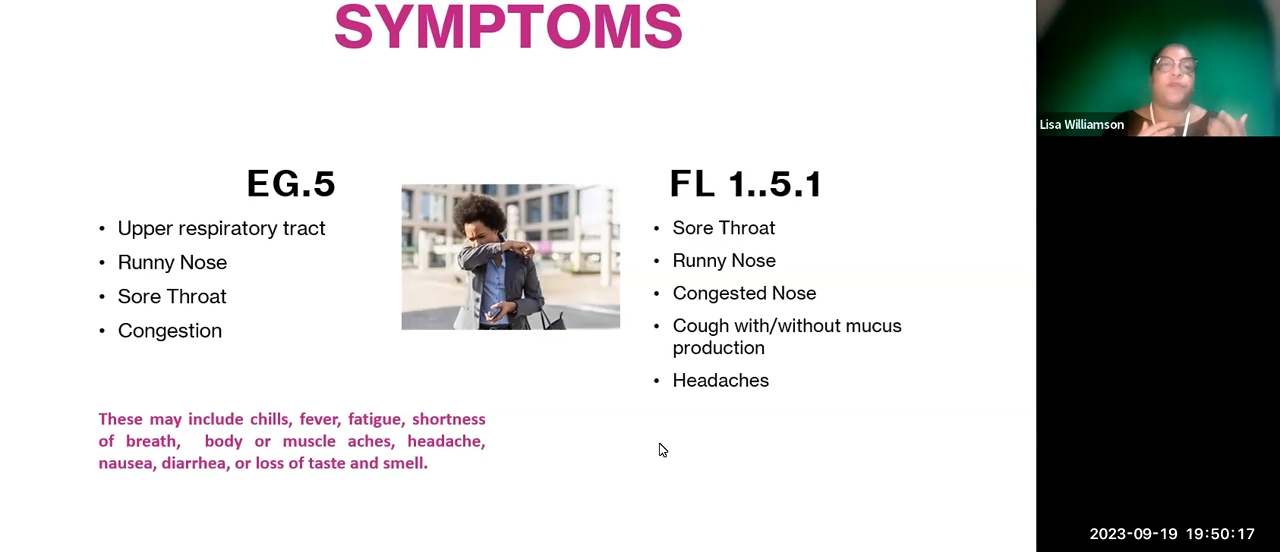 SYMPTOMS
EG.5
• Upper respiratory tract
• Runny Nose
• Sore Throat
• Congestion
These may include chills, fever, fatigue, shortness
of breath, body or muscle aches, headache,
nausea, diarrhea, or loss of taste and smell.
FL 1..5.1
• Sore Throat
• Runny Nose
• Congested Nose
• Cough with/without mucus
production
• Headaches
Lisa Williamson
2023-09-19 19:50:17